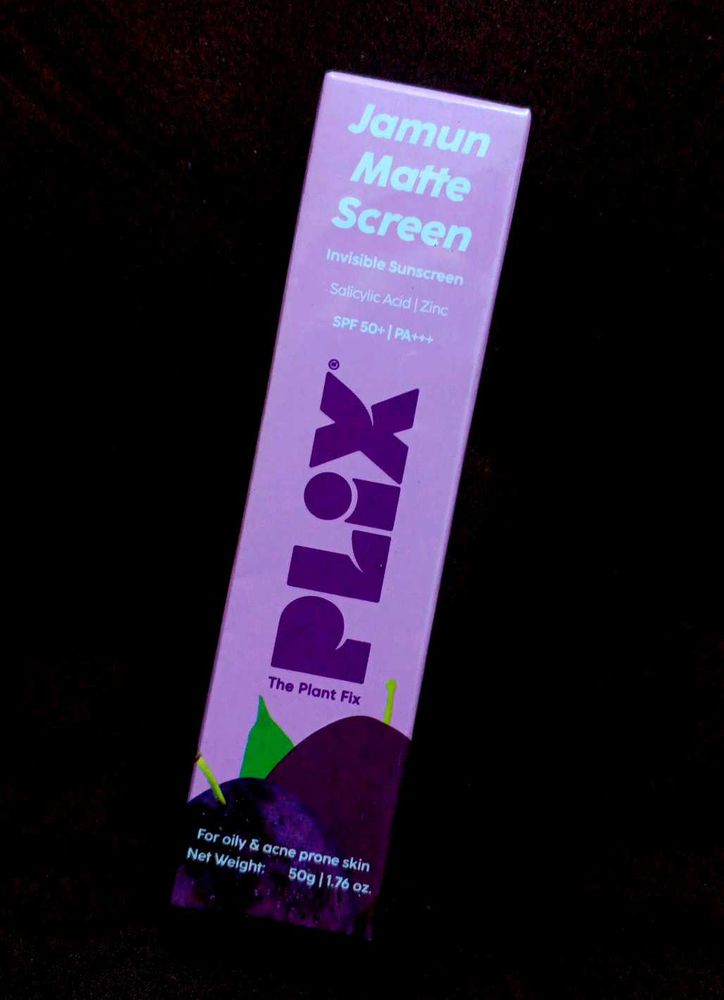 Jamun
Matte
Screen
Invisible Sunscreen
Salicylic Acid | Zinc
SPF 50+ | PA+++
PLiX®
The Plant Fix
For oily & acne prone skin
Net Weight: 50g | 1.76 oz.